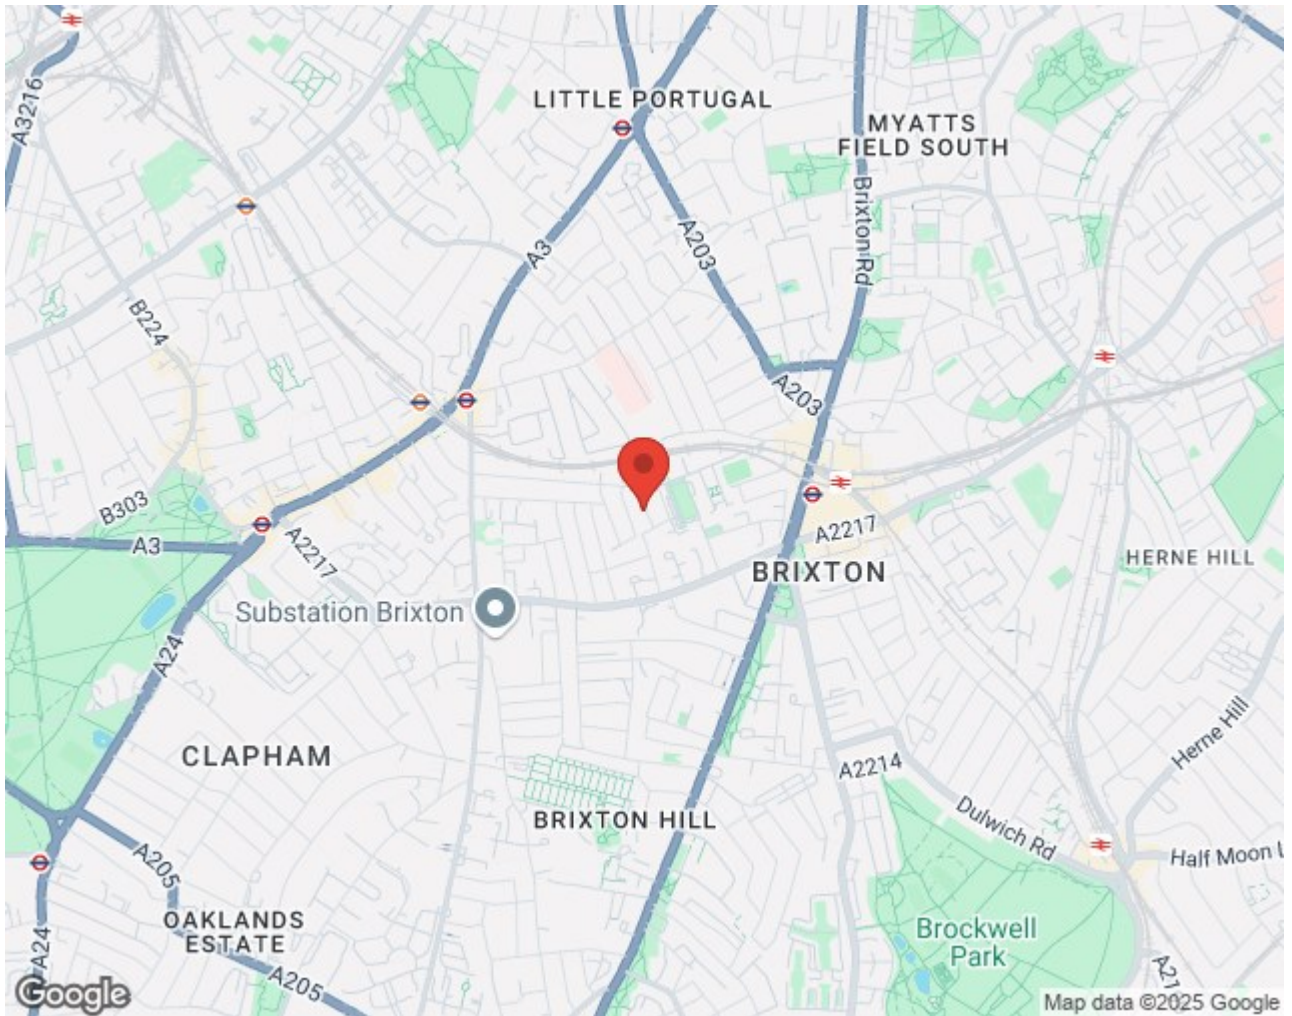 LITTLE PORTUGAL
MYATTS
FIELD SOUTH
A3216
Brixton Rd
A203
A3
B224
A203
B303
A3
A2217
A2217
BRIXTON
HERNE HILL
Substation Brixton
A24
CLAPHAM
A2214
Herne Hill
Dulwich Rd
BRIXTON HILL
Half Moon L
A205
OAKLANDS
ESTATE
Brockwell
Park
A24
A205
A21
Google
Map data ©2025 Google